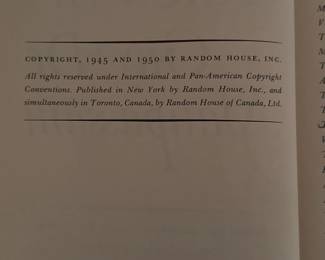 COPYRIGHT, 1945 AND 1950 BY RANDOM HOUSE, INC.
All rights reserved under International and Pan-American Copyright
Conventions. Published in New York by Random House, Inc., and
simultaneously in Toronto, Canada, by Random House of Canada, Ltd.